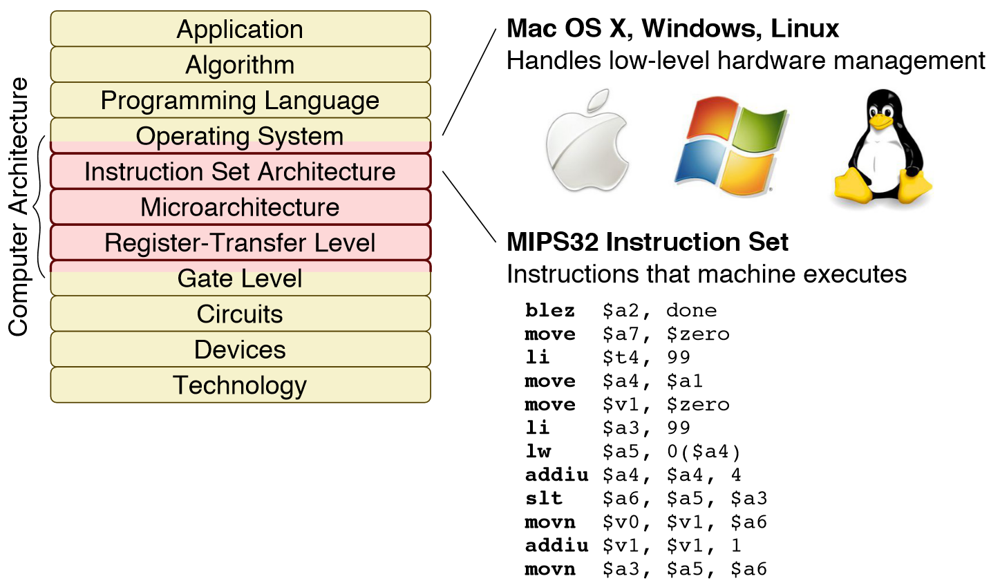 Computer Architecture
Application
Algorithm
Programming Language
Operating System
Instruction Set Architecture
Microarchitecture
Register-Transfer Level
Gate Level
Circuits
Devices
Technology
Mac OS X, Windows, Linux
Handles low-level hardware management
MIPS32 Instruction Set
Instructions that machine executes
blez $a2, done
move $a7, $zero
li $t4, 99
move $a4, $a1
move $v1, $zero
li $a3, 99
lw $a5, 0($a4)
addiu $a4, $a4, 4
slt $a6, $a5, $a3
movn $v0, $v1, $a6
addiu $v1, $v1, 1
movn $a3, $a5, $a6